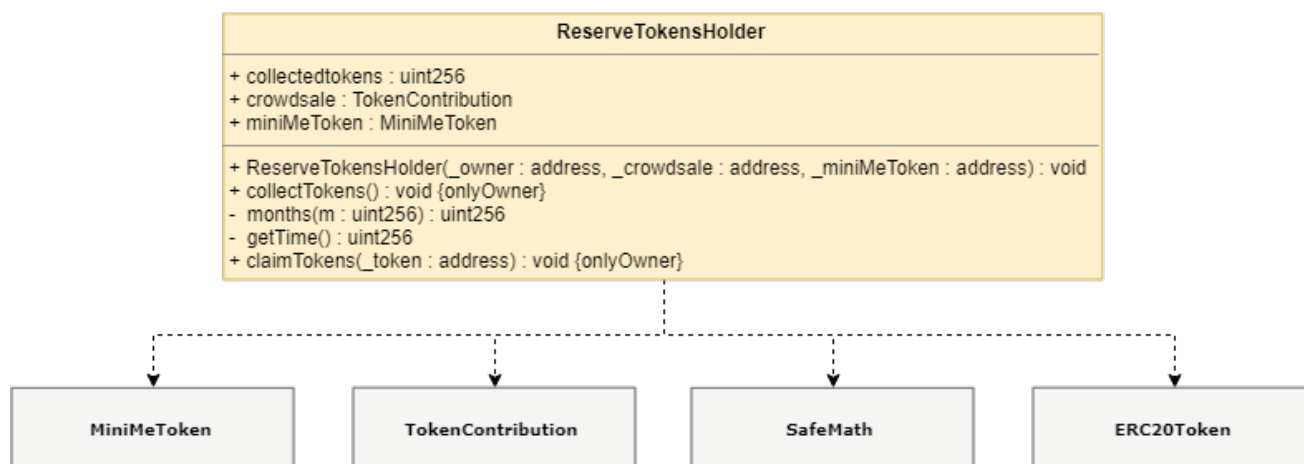 ReserveTokensHolder
+ collectedtokens : uint256
+ crowdsale : TokenContribution
+ miniMeToken : MiniMeToken
+ ReserveTokensHolder(_owner : address, _crowdsale : address, _miniMeToken : address) : void
+ collectTokens() : void {onlyOwner}
- months(m : uint256) : uint256
- getTime() : uint256
+ claimTokens(_token : address) : void {onlyOwner}
MiniMeToken
TokenContribution
SafeMath
ERC20Token